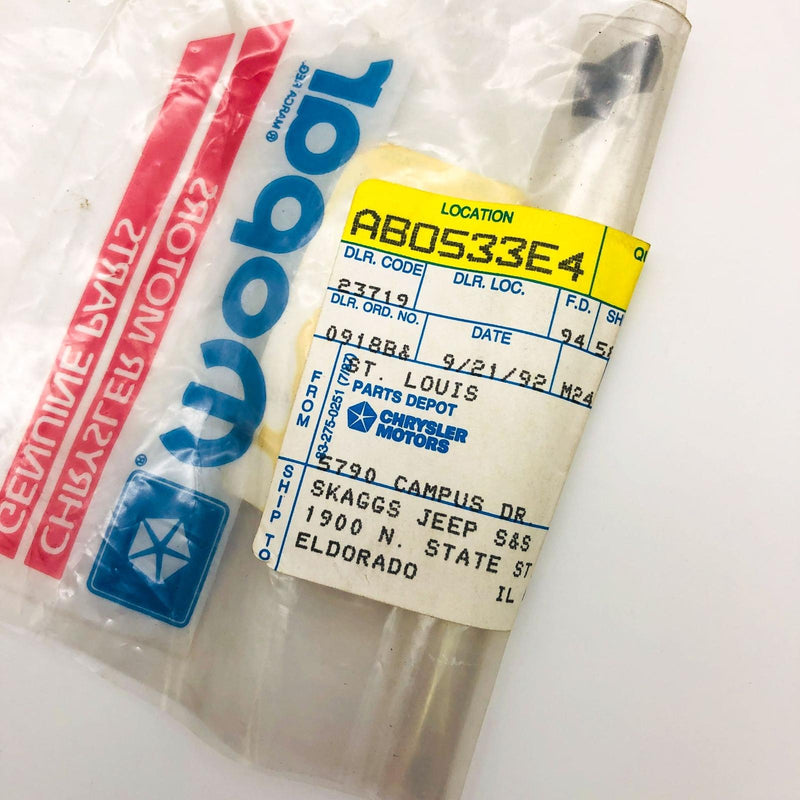 GENUINE PARTS
CHRYSLER MOTORS
Mopar
®
LOCATION
AB0533E4
DLR. CODE
DLR. LOC.
F.D.
23719
94
DLR. ORD. NO.
DATE
0918B&
9/21/92
M24
FROM
ST. LOUIS
PARTS DEPOT
CHRYSLER
MOTORS
5790 CAMPUS DR
SHIP TO
SKAGGS JEEP S&S
1900 N. STATE ST
ELDORADO
IL